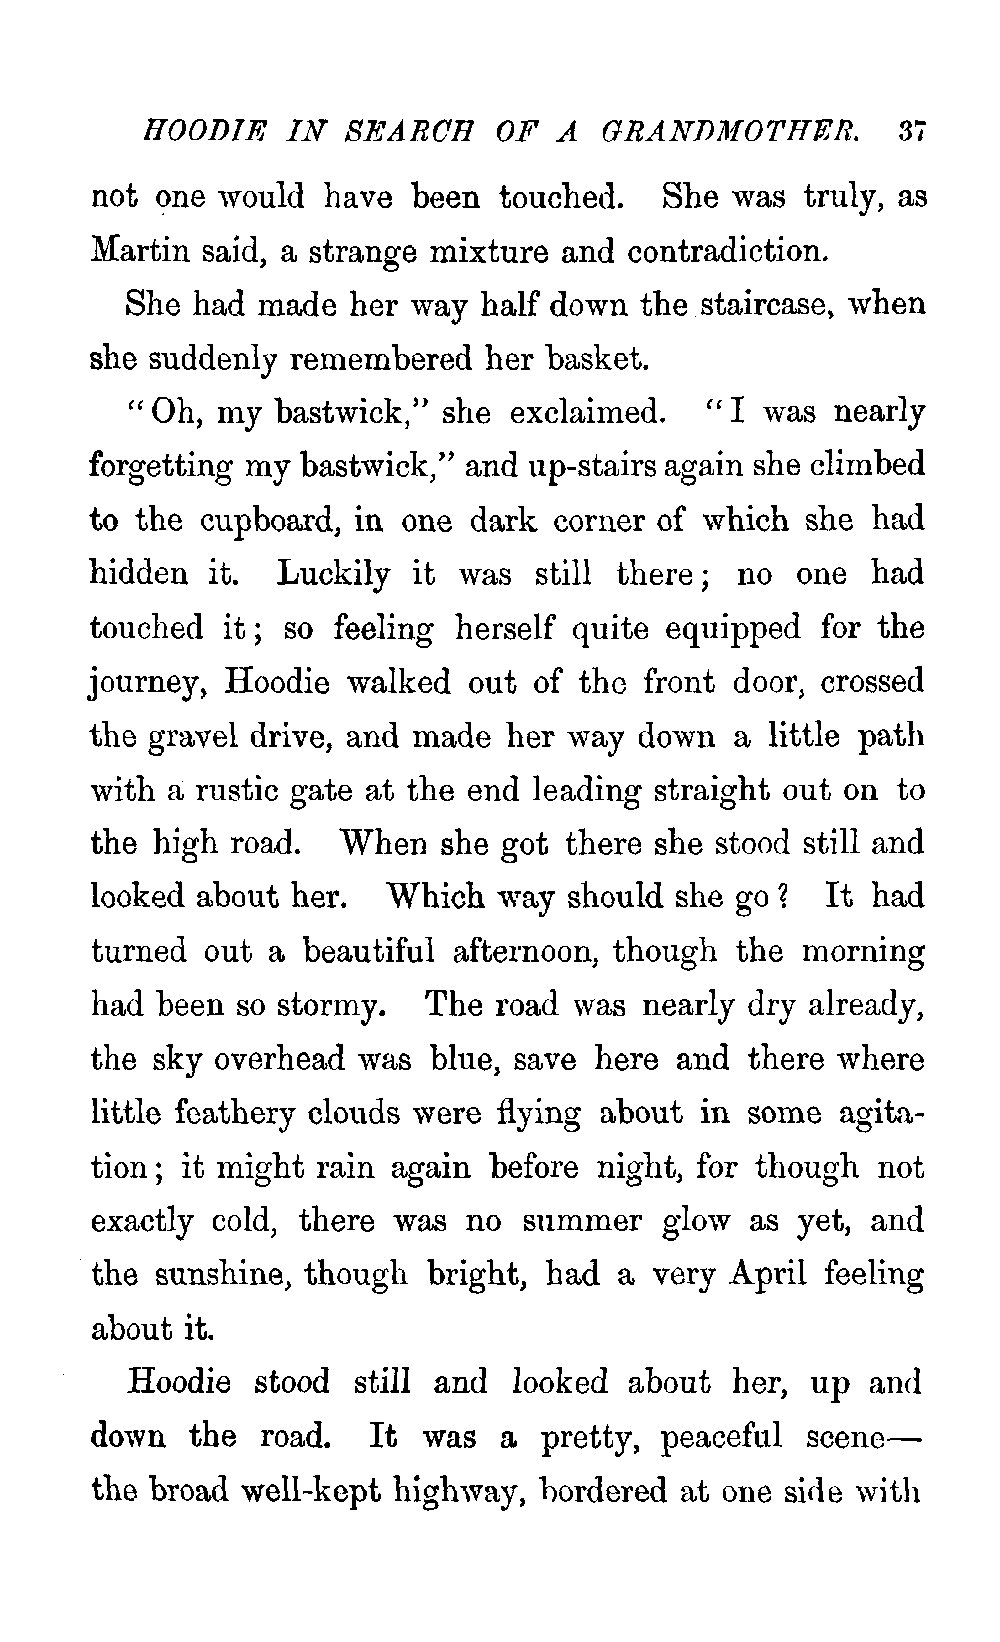 HOODIE IN SEARCH OF A GRANDMOTHER. 37
not one would have been touched. She was truly, as
Martin said, a strange mixture and contradiction.
She had made her way half down the staircase, when
she suddenly remembered her basket.
“Oh, my bastwick,” she exclaimed. “I was nearly
forgetting my bastwick,” and up-stairs again she climbed
to the cupboard, in one dark corner of which she had
hidden it. Luckily it was still there; no one had
touched it; so feeling herself quite equipped for the
journey, Hoodie walked out of the front door, crossed
the gravel drive, and made her way down a little path
with a rustic gate at the end leading straight out on to
the high road. When she got there she stood still and
looked about her. Which way should she go? It had
turned out a beautiful afternoon, though the morning
had been so stormy. The road was nearly dry already,
the sky overhead was blue, save here and there where
little feathery clouds were flying about in some agita-
tion; it might rain again before night, for though not
exactly cold, there was no summer glow as yet, and
the sunshine, though bright, had a very April feeling
about it.
Hoodie stood still and looked about her, up and
down the road. It was a pretty, peaceful scene—
the broad well-kept highway, bordered at one side with